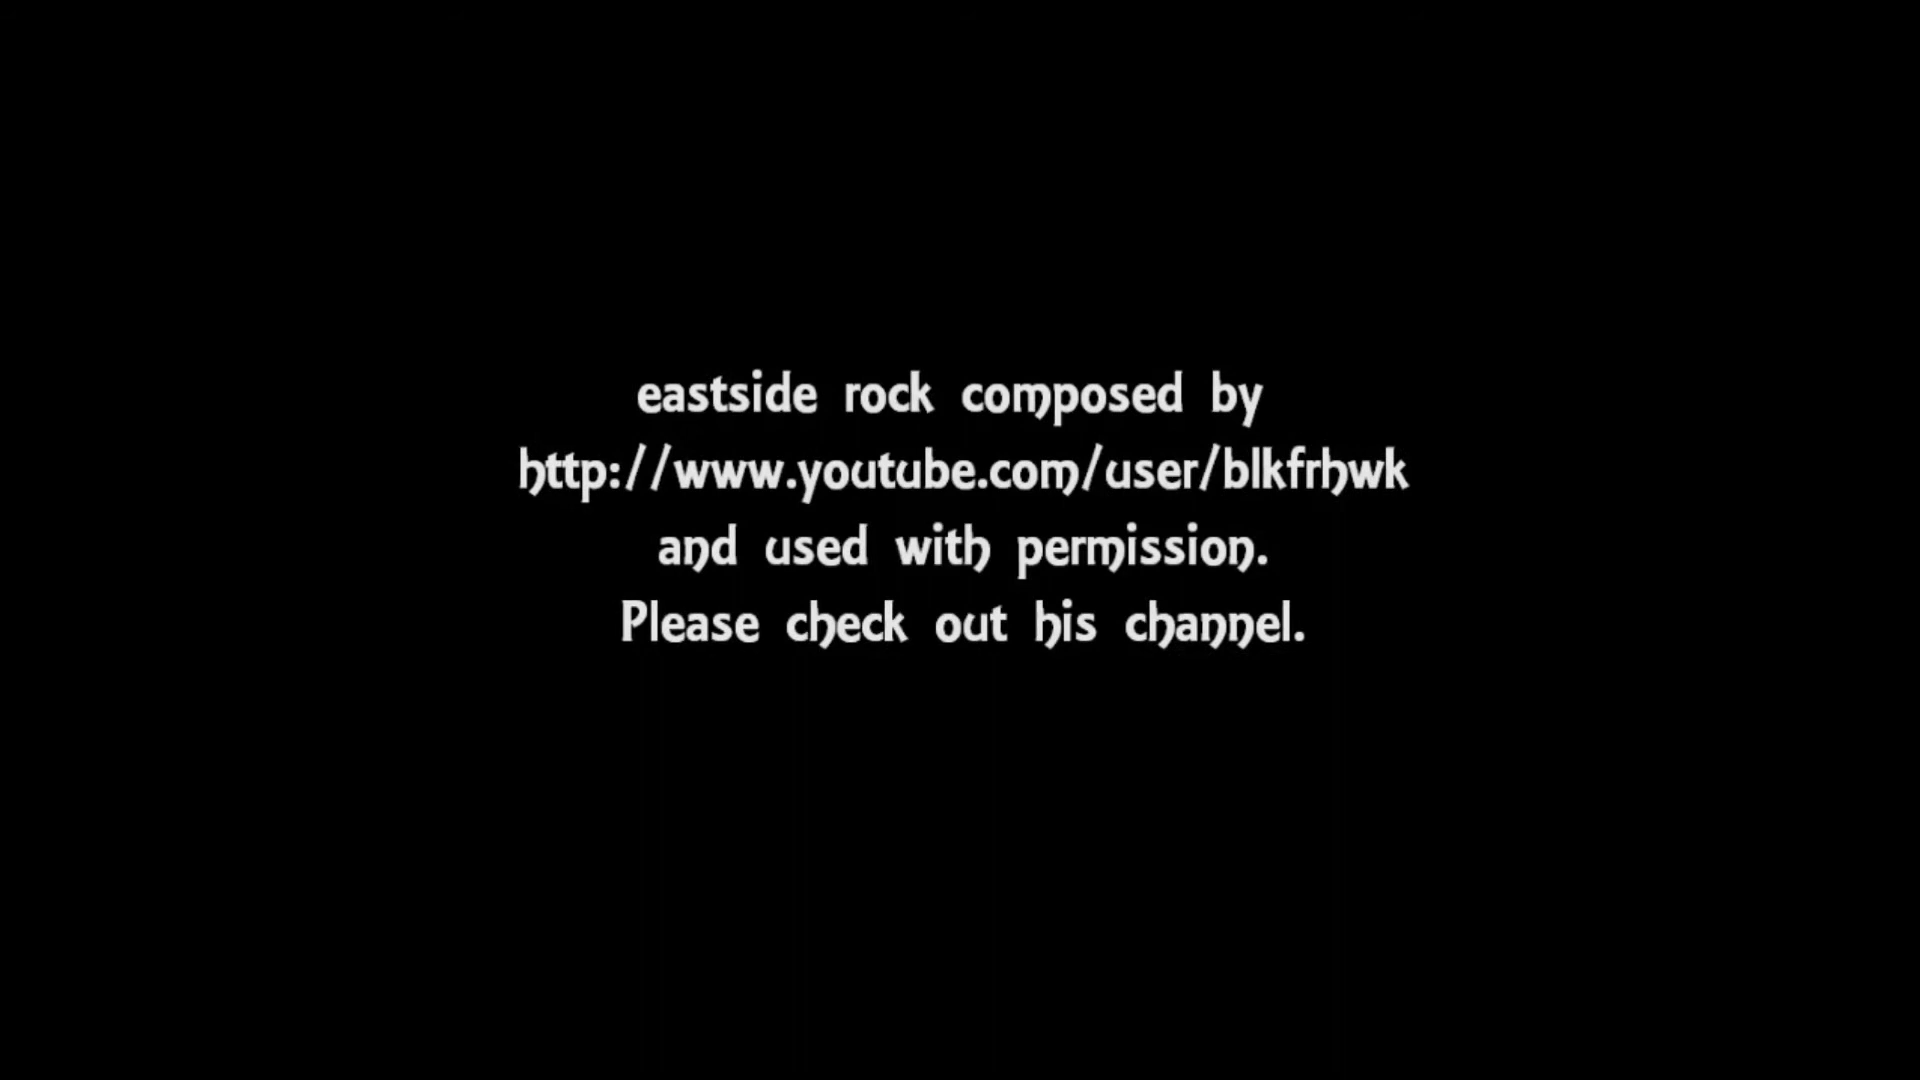 eastside rock composed by
http://www.youtube.com/user/blkfrhwk
and used with permission.
Please check out his channel.